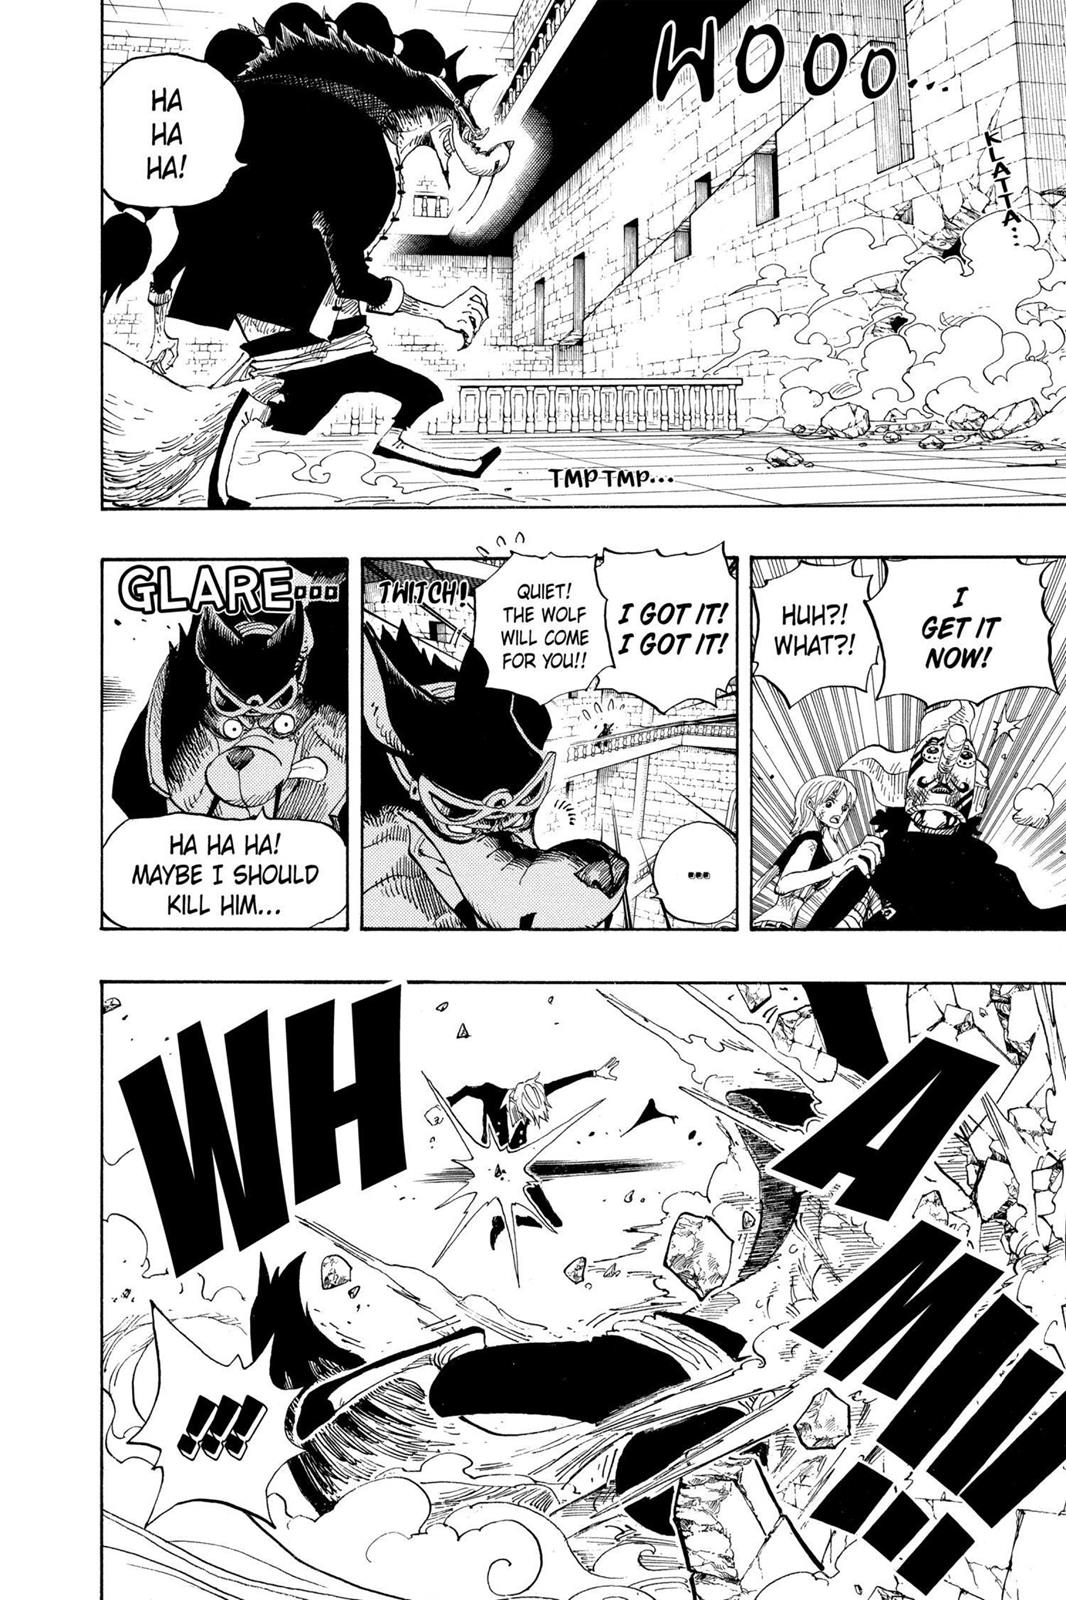 WOOO...
KLATTA...
HA
HA
HA!
TMP TMP...
I
GET IT
NOW!
HUH?!
WHAT?!
I GOT IT!
I GOT IT!
QUIET!
THE WOLF
WILL COME
FOR YOU!!
TWITCH!
...
GLARE...
HA HA HA!
MAYBE I SHOULD
KILL HIM...
WHAM!!
!!!